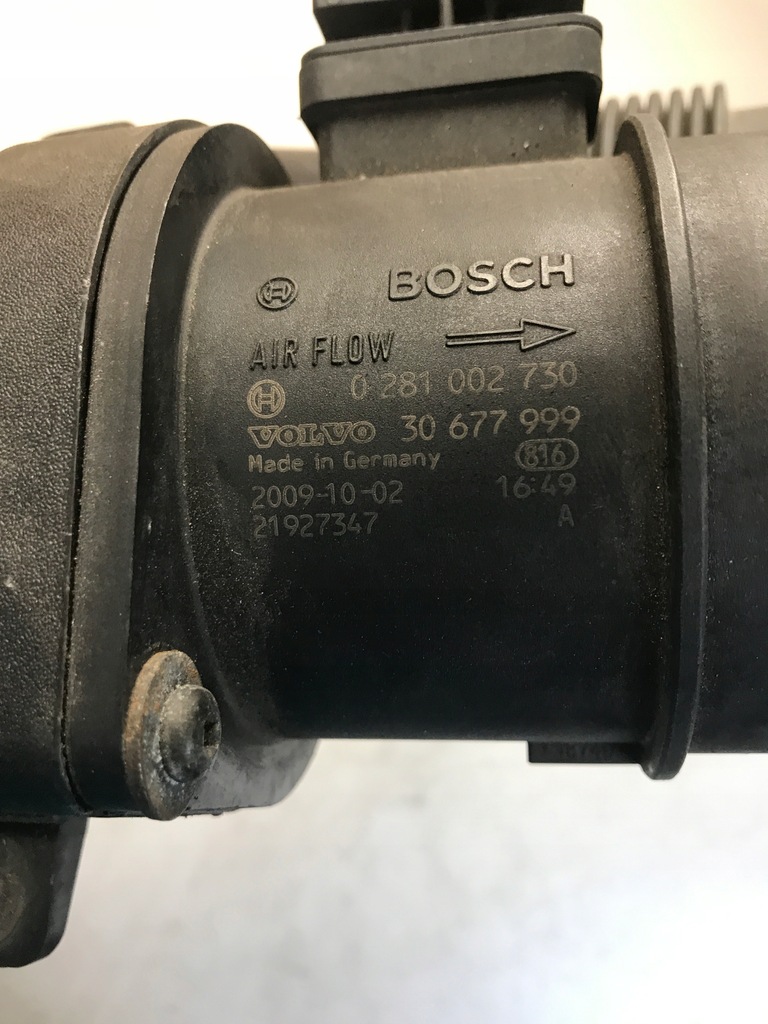 BOSCH
AIR FLOW
0 281 002 730
VOLVO 30 677 999
Made in Germany 816
2009-10-02 16:49
21927347 A